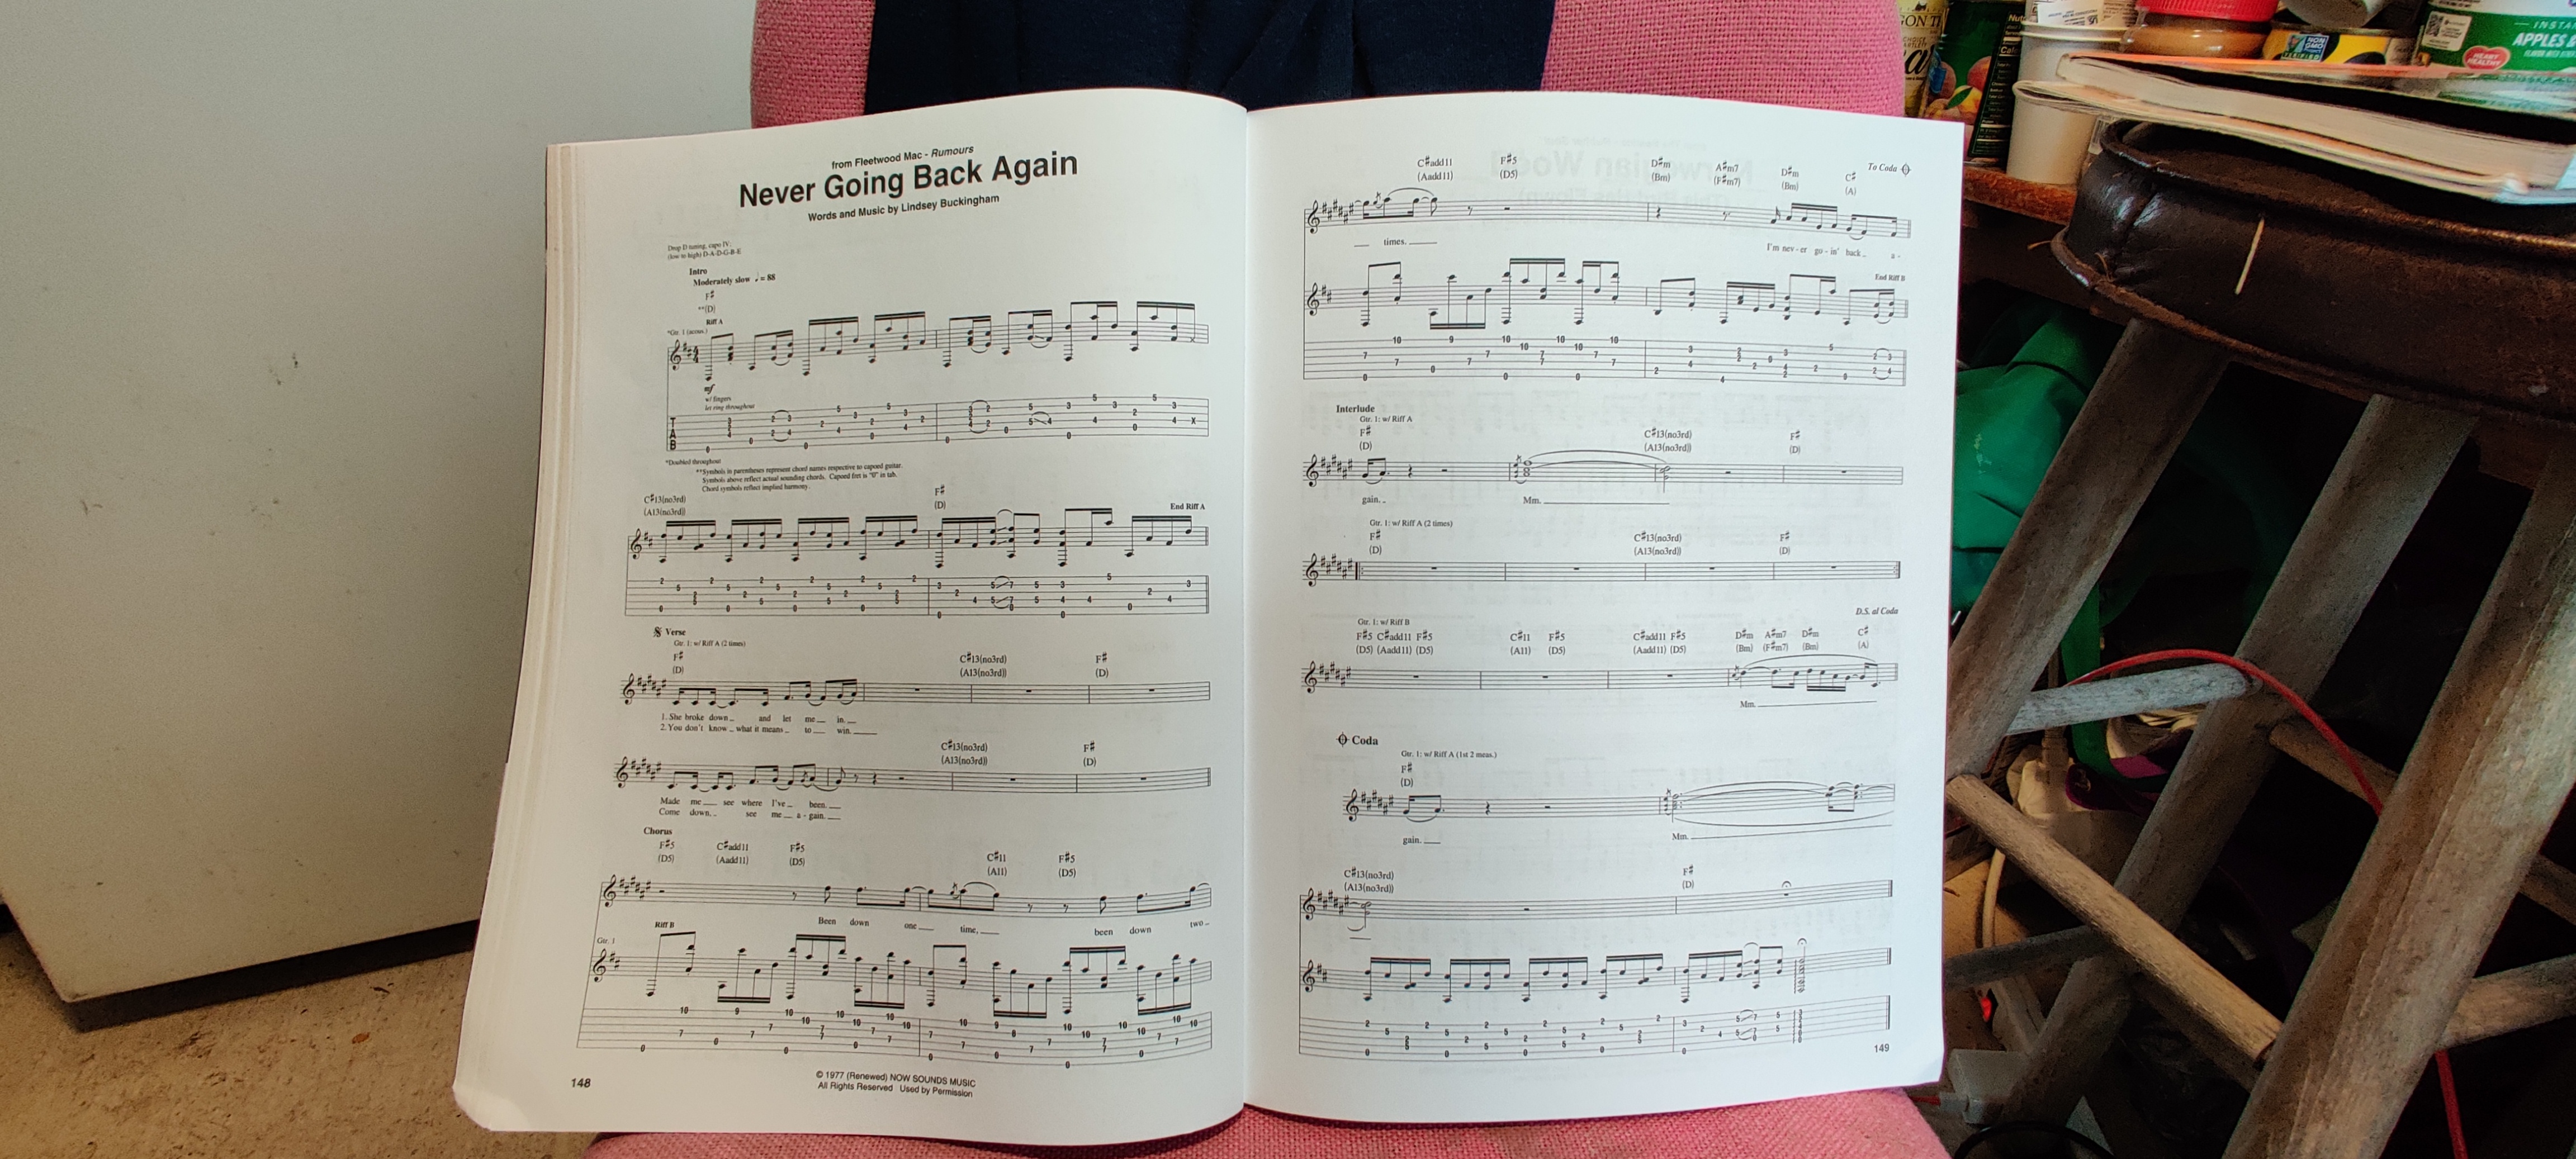 from Fleetwood Mac - Rumours
Never Going Back Again
Words and Music by Lindsey Buckingham
Drop D tuning, capo IV:
(low to high) D-A-D-G-B-E
Intro
Moderately slow ♩ = 88
F♯
**(D)
Riff A
*Gtr. 1 (acous.)
mf
w/ fingers
let ring throughout
T
A
B
*Doubled throughout
**Symbols in parentheses represent chord names respective to capoed guitar.
Symbols above reflect actual sounding chords. Capoed fret is "0" in tab.
Chord symbols reflect implied harmony.
C♯13(no3rd) F♯
(A13(no3rd)) (D) End Riff A
Verse
Gtr. 1: w/ Riff A (2 times)
F♯ C♯13(no3rd) F♯
(D) (A13(no3rd)) (D)
1. She broke down and let me in.
2. You don't know what it means to win.
C♯13(no3rd) F♯
(A13(no3rd)) (D)
Made me see where I've been.
Come down. see me a - gain.
Chorus
F♯5 C♯add11 F♯5 C♯11 F♯5
(D5) (Aadd11) (D5) (A11) (D5)
Been down one time, been down two
Riff B
Gtr. 1
148
© 1977 (Renewed) NOW SOUNDS MUSIC
All Rights Reserved Used by Permission
C♯add11 F♯5 D♯m A♯m7 D♯m C♯ To Coda
(Aadd11) (D5) (Bm) (F♯m7) (Bm) (A)
times. I'm nev - er go - in' back a -
End Riff B
Interlude
Gtr. 1: w/ Riff A
F♯ C♯13(no3rd) F♯
(D) (A13(no3rd)) (D)
gain. Mm.
Gtr. 1: w/ Riff A (2 times)
F♯ C♯13(no3rd) F♯
(D) (A13(no3rd)) (D)
D.S. al Coda
Gtr. 1: w/ Riff B
F♯5 C♯add11 F♯5 C♯11 F♯5 C♯add11 F♯5 D♯m A♯m7 D♯m C♯
(D5) (Aadd11) (D5) (A11) (D5) (Aadd11) (D5) (Bm) (F♯m7) (Bm) (A)
Mm.
Coda
Gtr. 1: w/ Riff A (1st 2 meas.)
F♯
(D)
gain. Mm.
C♯13(no3rd) F♯
(A13(no3rd)) (D)
149
INSTA
APPLES &
HEART
HEALTHY
NON
GMO